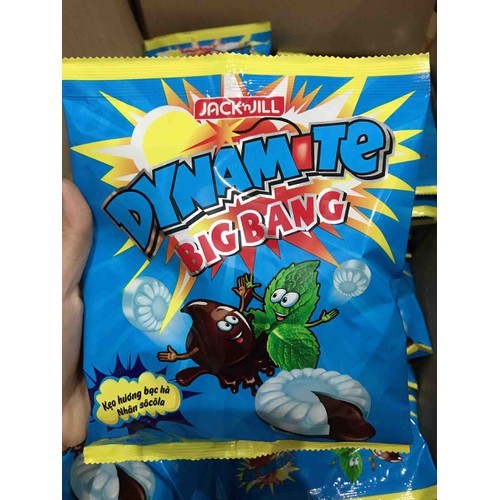 JACK 'n JILL
DYNAMITE
BIG BANG
Kẹo hương bạc hà
Nhân sôcôla